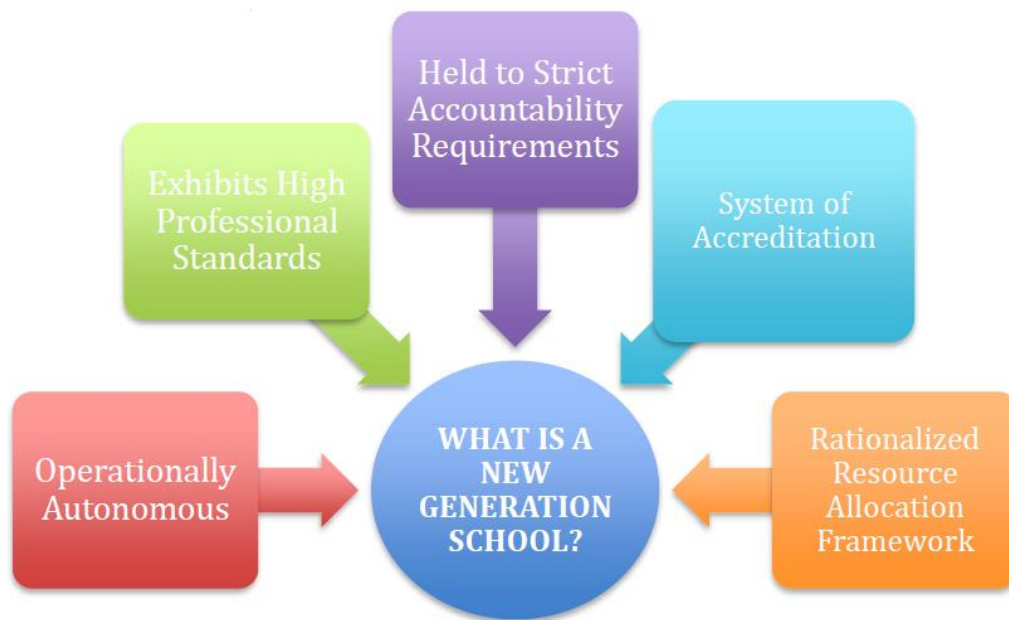 Held to Strict
Accountability
Requirements
Exhibits High
Professional
Standards
System of
Accreditation
Operationally
Autonomous
WHAT IS A
NEW
GENERATION
SCHOOL?
Rationalized
Resource
Allocation
Framework